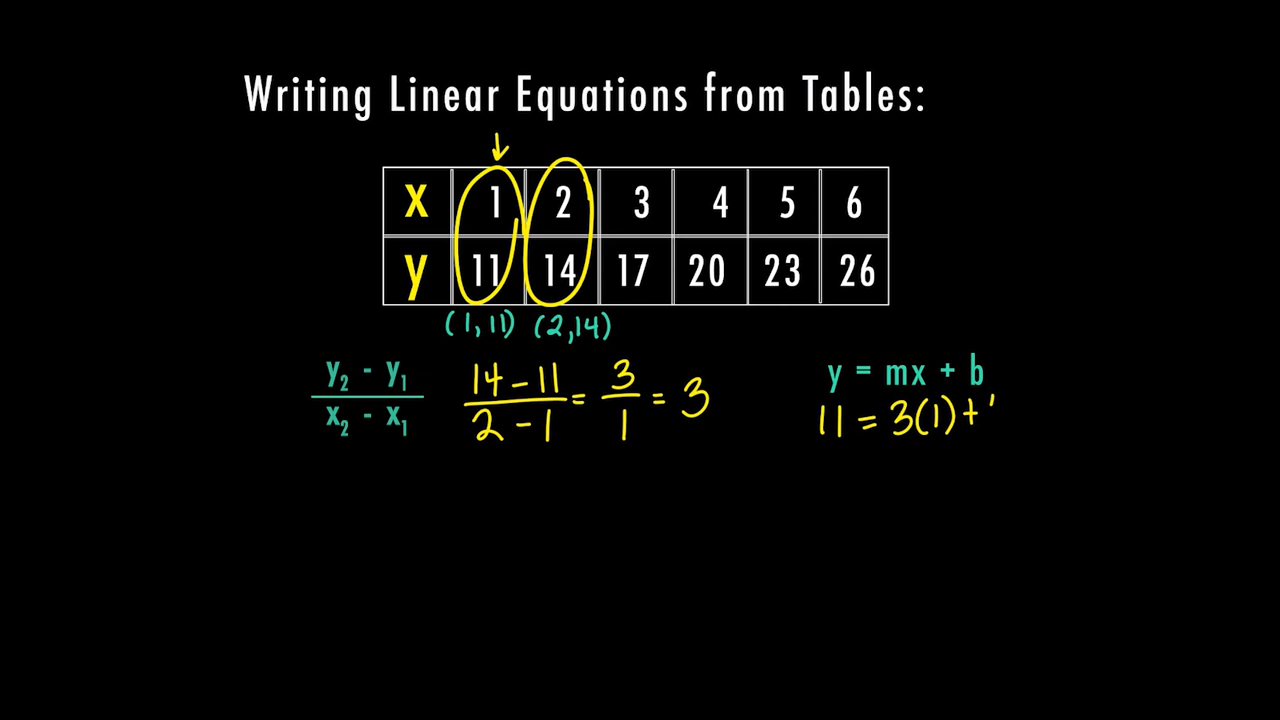 Writing Linear Equations from Tables:
x 1 2 3 4 5 6
y 11 14 17 20 23 26
(1,11) (2,14)
y₂ - y₁ / x₂ - x₁
14 - 11 / 2 - 1 = 3 / 1 = 3
y = mx + b
11 = 3(1) +